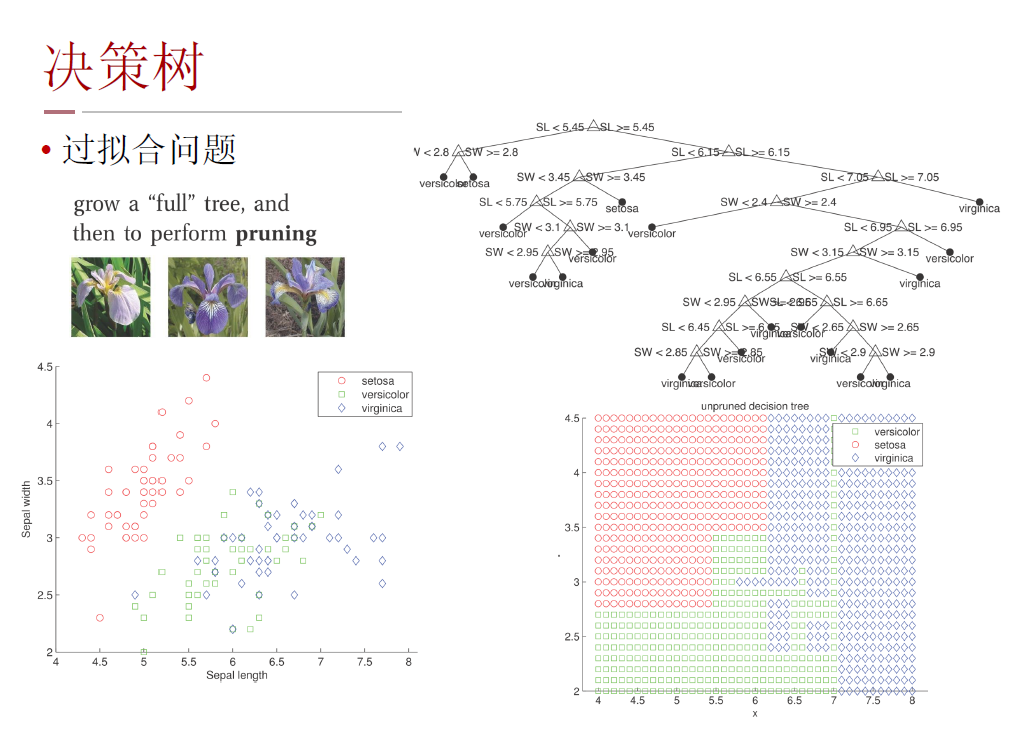 决策树
• 过拟合问题
grow a “full” tree, and
then to perform pruning
SL < 5.45 SL >= 5.45
W < 2.8 SW >= 2.8 SL < 6.15 SL >= 6.15
versicolor setosa SW < 3.45 SW >= 3.45 SL < 7.05 SL >= 7.05
SL < 5.75 SL >= 5.75 setosa SW < 2.4 SW >= 2.4 virginica
versicolor SW < 3.1 SW >= 3.1 versicolor SL < 6.95 SL >= 6.95
SW < 2.95 SW >= 2.95 versicolor SW < 3.15 SW >= 3.15 versicolor
versicolor virginica SL < 6.55 SL >= 6.55 virginica
SW < 2.95 SL >= 6.65
SL < 6.45 virginica versicolor SW < 2.65 SW >= 2.65
SW < 2.85 SW >= 2.85 versicolor virginica SW < 2.9 SW >= 2.9
virginica versicolor versicolor virginica
4.5
4
3.5
3
2.5
2
Sepal width
setosa
versicolor
virginica
4 4.5 5 5.5 6 6.5 7 7.5 8
Sepal length
unpruned decision tree
versicolor
setosa
virginica
4.5
4
3.5
3
2.5
2
4 4.5 5 5.5 6 6.5 7 7.5 8
x